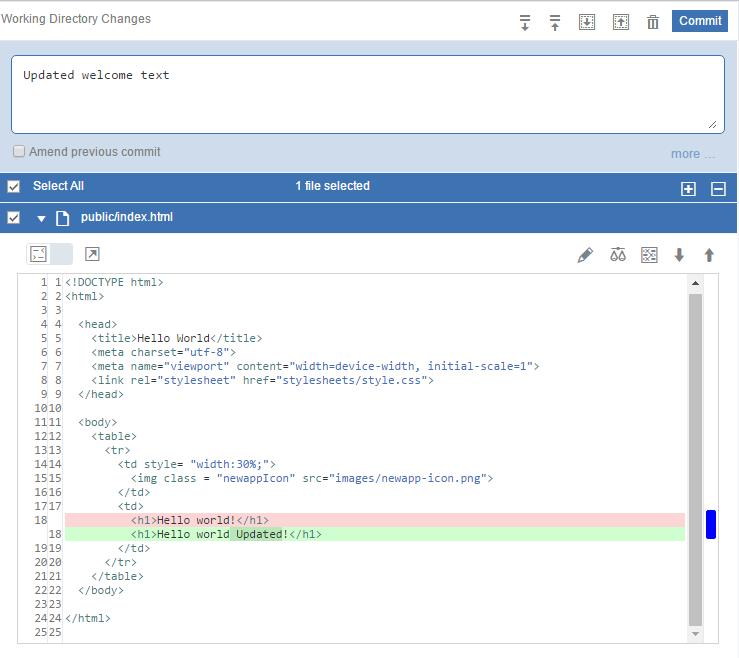 Working Directory Changes
Commit
Updated welcome text
Amend previous commit
more ...
Select All 1 file selected
public/index.html
1 1 <!DOCTYPE html>
2 2 <html>
3 3
4 4 <head>
5 5 <title>Hello World</title>
6 6 <meta charset="utf-8">
7 7 <meta name="viewport" content="width=device-width, initial-scale=1">
8 8 <link rel="stylesheet" href="stylesheets/style.css">
9 9 </head>
10 10
11 11 <body>
12 12 <table>
13 13 <tr>
14 14 <td style= "width:30%;">
15 15 <img class = "newappIcon" src="images/newapp-icon.png">
16 16 </td>
17 17 <td>
18 <h1>Hello world!</h1>
18 <h1>Hello world Updated!</h1>
19 19 </td>
20 20 </tr>
21 21 </table>
22 22 </body>
23 23
24 24 </html>
25 25